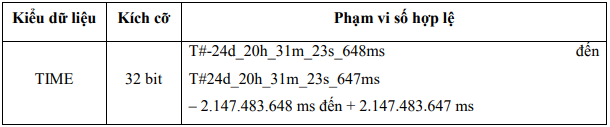 Kiểu dữ liệu Kích cỡ Phạm vi số hợp lệ
T#-24d_20h_31m_23s_648ms đến
TIME 32 bit T#24d_20h_31m_23s_647ms
– 2.147.483.648 ms đến + 2.147.483.647 ms